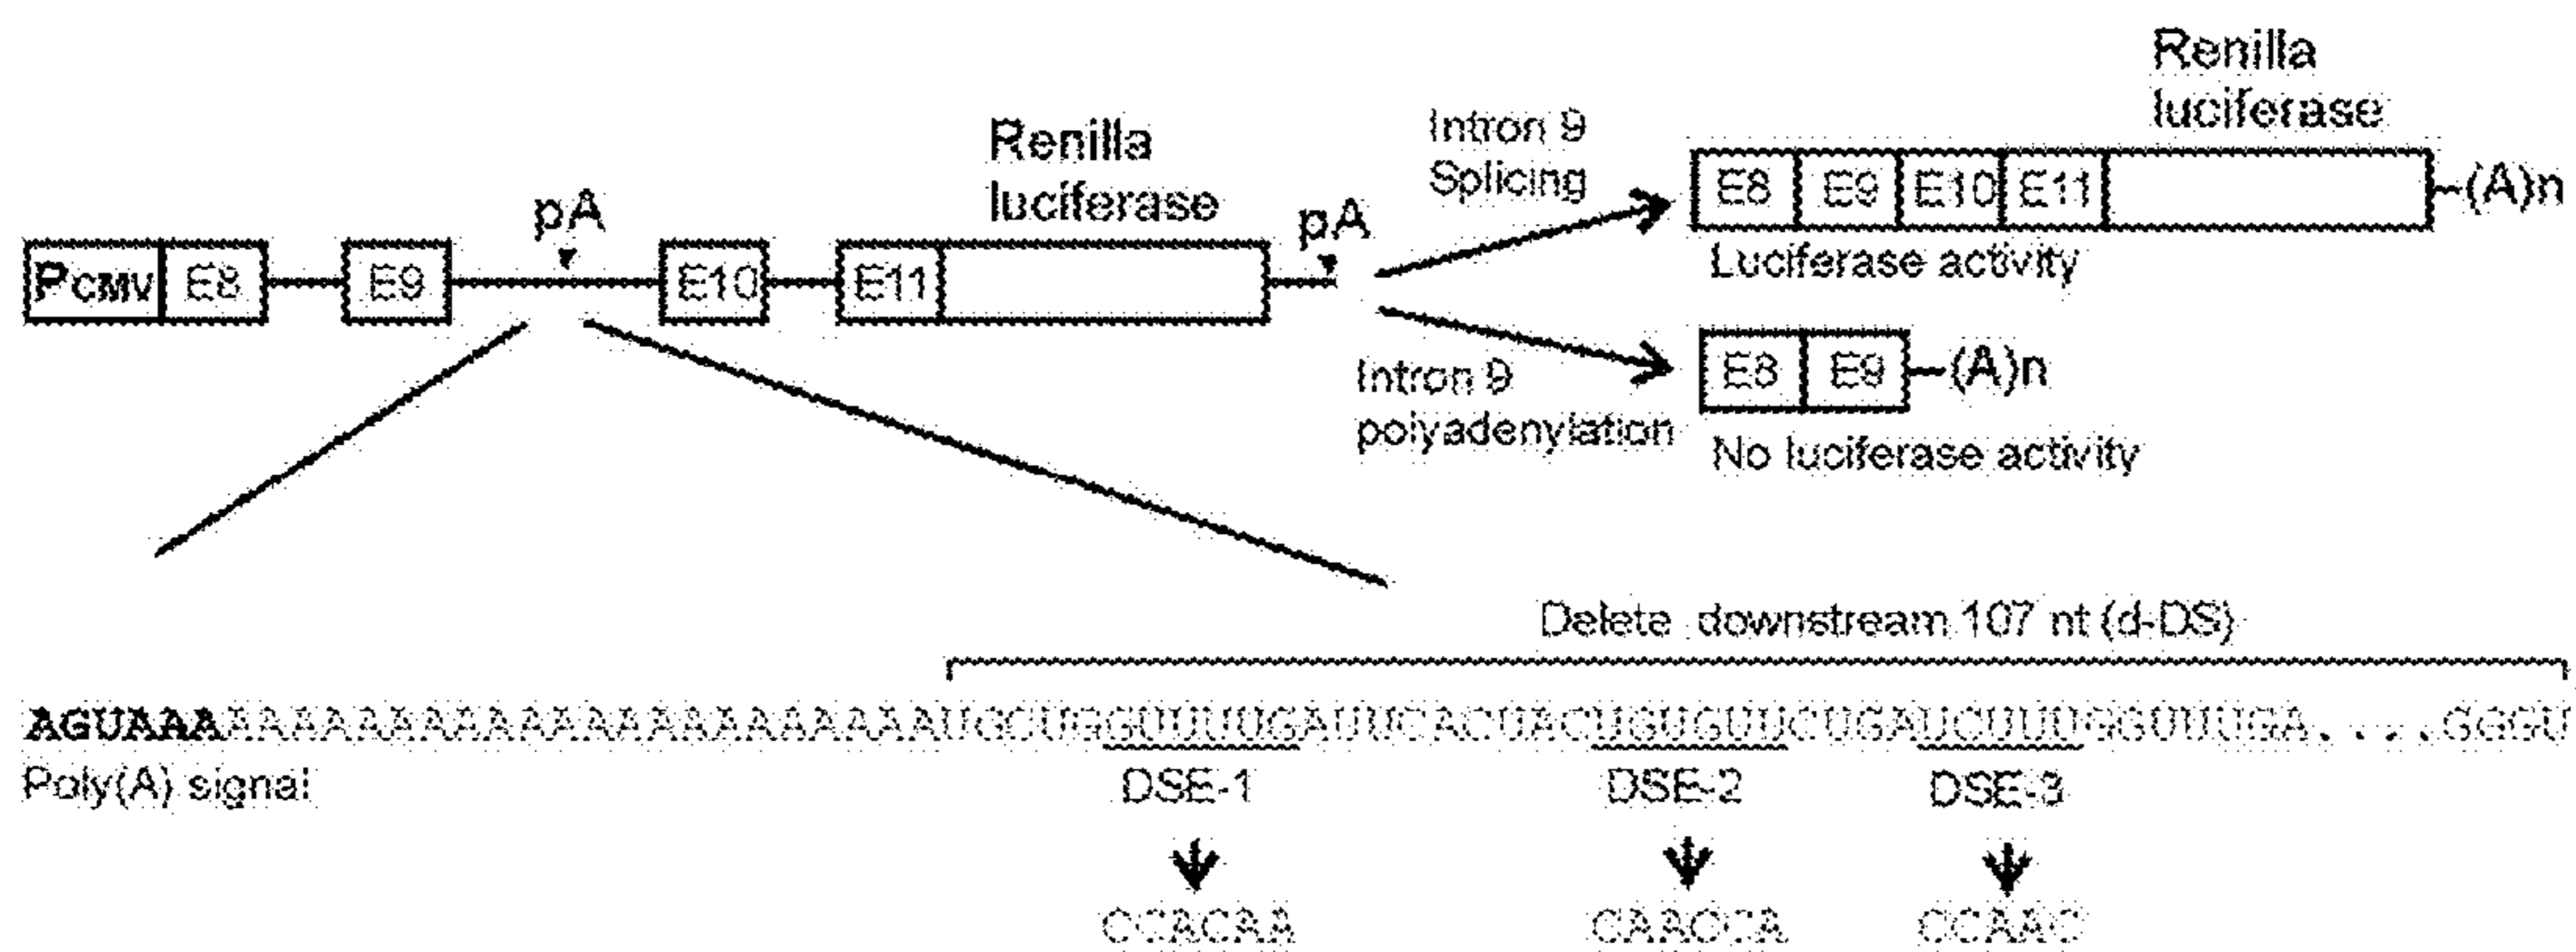 Renilla
luciferase
Renilla
luciferase
Intron 9
Splicing
pA
pA
E8 E9 E10 E11 -(A)n
Luciferase activity
PCMV E8 E9 E10 E11
Intron 9
polyadenylation
E8 E9 -(A)n
No luciferase activity
Delete downstream 107 nt (d-DS)
UGCUGGUUUUGAUUCACUACUGUGUUCUGAUCUUUGGUUUGA.....GGGU
Poly(A) signal
DSE-1 DSE-2 DSE-3
CCACAA CAACCA CCAAC